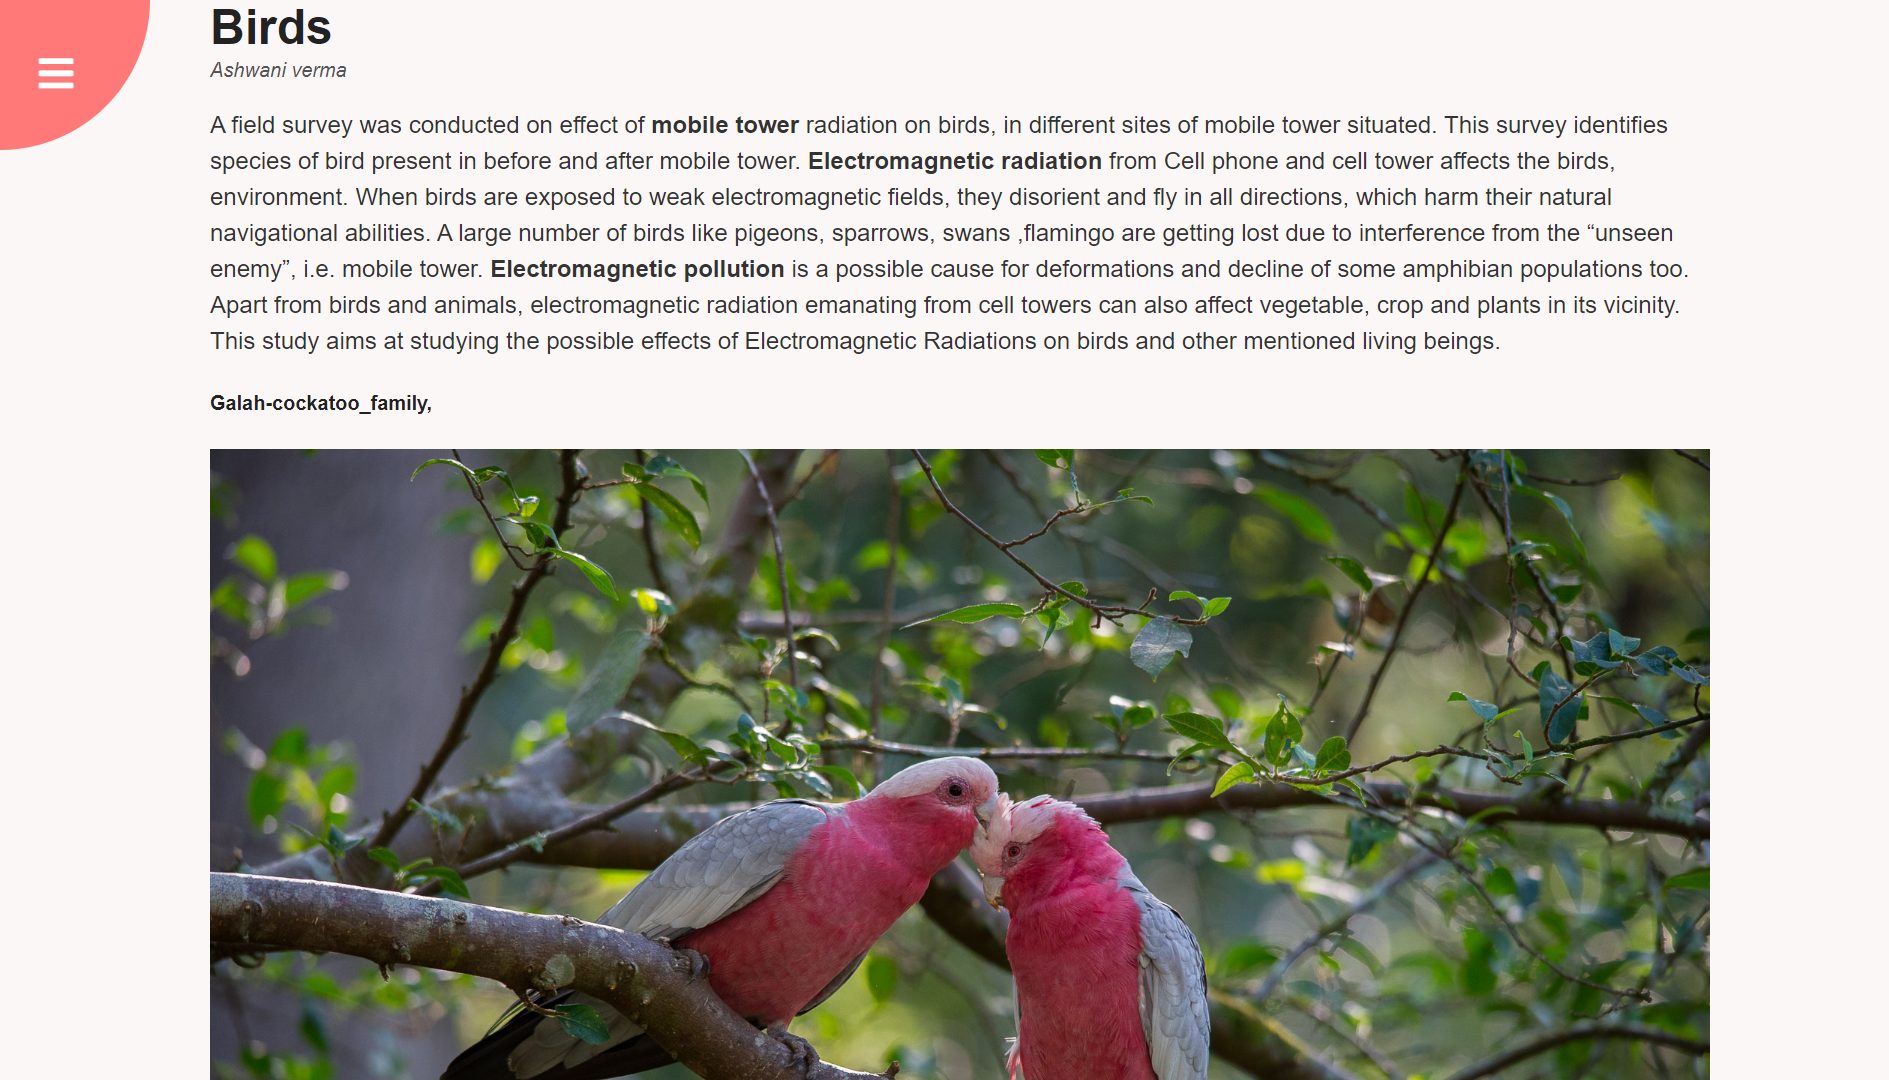 Birds
Ashwani verma
A field survey was conducted on effect of mobile tower radiation on birds, in different sites of mobile tower situated. This survey identifies
species of bird present in before and after mobile tower. Electromagnetic radiation from Cell phone and cell tower affects the birds,
environment. When birds are exposed to weak electromagnetic fields, they disorient and fly in all directions, which harm their natural
navigational abilities. A large number of birds like pigeons, sparrows, swans ,flamingo are getting lost due to interference from the “unseen
enemy”, i.e. mobile tower. Electromagnetic pollution is a possible cause for deformations and decline of some amphibian populations too.
Apart from birds and animals, electromagnetic radiation emanating from cell towers can also affect vegetable, crop and plants in its vicinity.
This study aims at studying the possible effects of Electromagnetic Radiations on birds and other mentioned living beings.
Galah-cockatoo_family,